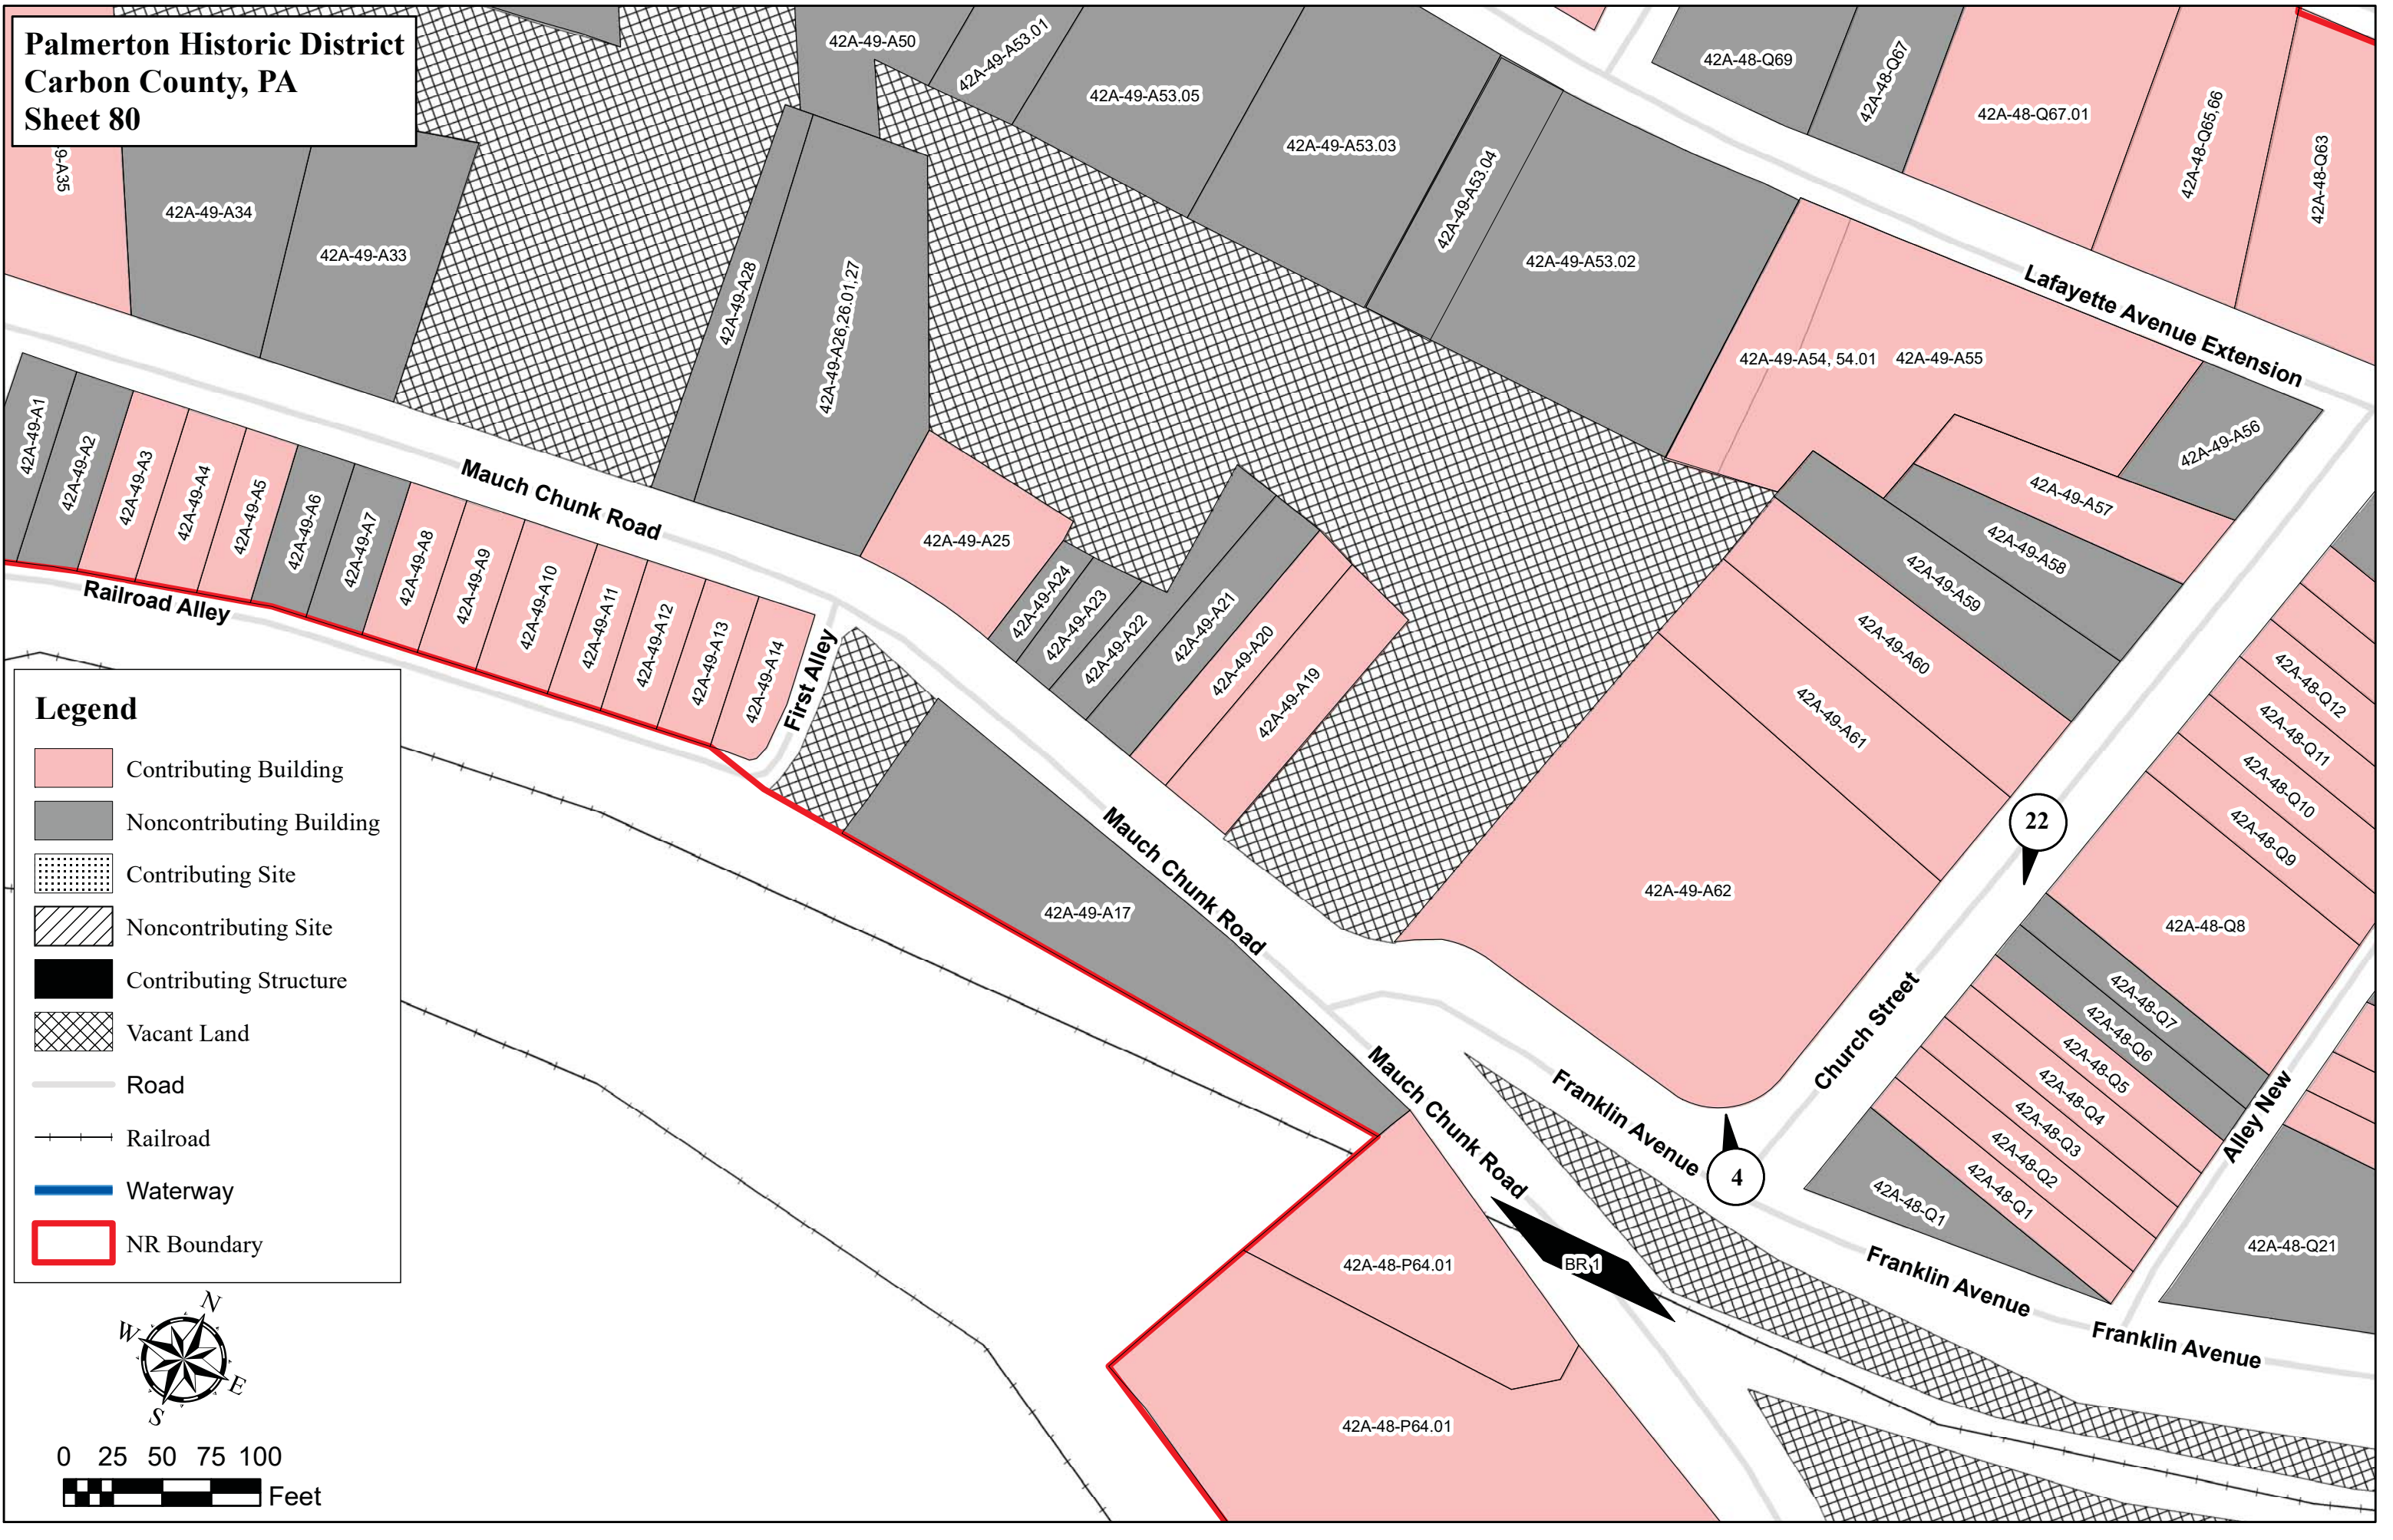 Palmerton Historic District
Carbon County, PA
Sheet 80
9-A35
42A-49-A34
42A-49-A33
42A-49-A50
42A-49-A53.01
42A-49-A53.05
42A-49-A53.03
42A-49-A53.04
42A-49-A53.02
42A-48-Q69
42A-48-Q67
42A-48-Q67.01
42A-48-Q65,66
42A-48-Q63
42A-49-A28
42A-49-A26,26.01,27
Lafayette Avenue Extension
42A-49-A54, 54.01
42A-49-A55
42A-49-A56
42A-49-A57
42A-49-A58
42A-49-A59
42A-49-A60
42A-49-A61
42A-49-A62
42A-49-A1
42A-49-A2
42A-49-A3
42A-49-A4
42A-49-A5
42A-49-A6
42A-49-A7
42A-49-A8
42A-49-A9
42A-49-A10
42A-49-A11
42A-49-A12
42A-49-A13
42A-49-A14
Mauch Chunk Road
Railroad Alley
First Alley
42A-49-A25
42A-49-A24
42A-49-A23
42A-49-A22
42A-49-A21
42A-49-A20
42A-49-A19
42A-49-A17
Mauch Chunk Road
Mauch Chunk Road
22
4
Church Street
Franklin Avenue
Franklin Avenue
Franklin Avenue
Alley New
42A-48-Q12
42A-48-Q11
42A-48-Q10
42A-48-Q9
42A-48-Q8
42A-48-Q7
42A-48-Q6
42A-48-Q5
42A-48-Q4
42A-48-Q3
42A-48-Q2
42A-48-Q1
42A-48-Q1
42A-48-Q21
BR 1
42A-48-P64.01
42A-48-P64.01
Legend
Contributing Building
Noncontributing Building
Contributing Site
Noncontributing Site
Contributing Structure
Vacant Land
Road
Railroad
Waterway
NR Boundary
N
W
E
S
0 25 50 75 100
Feet